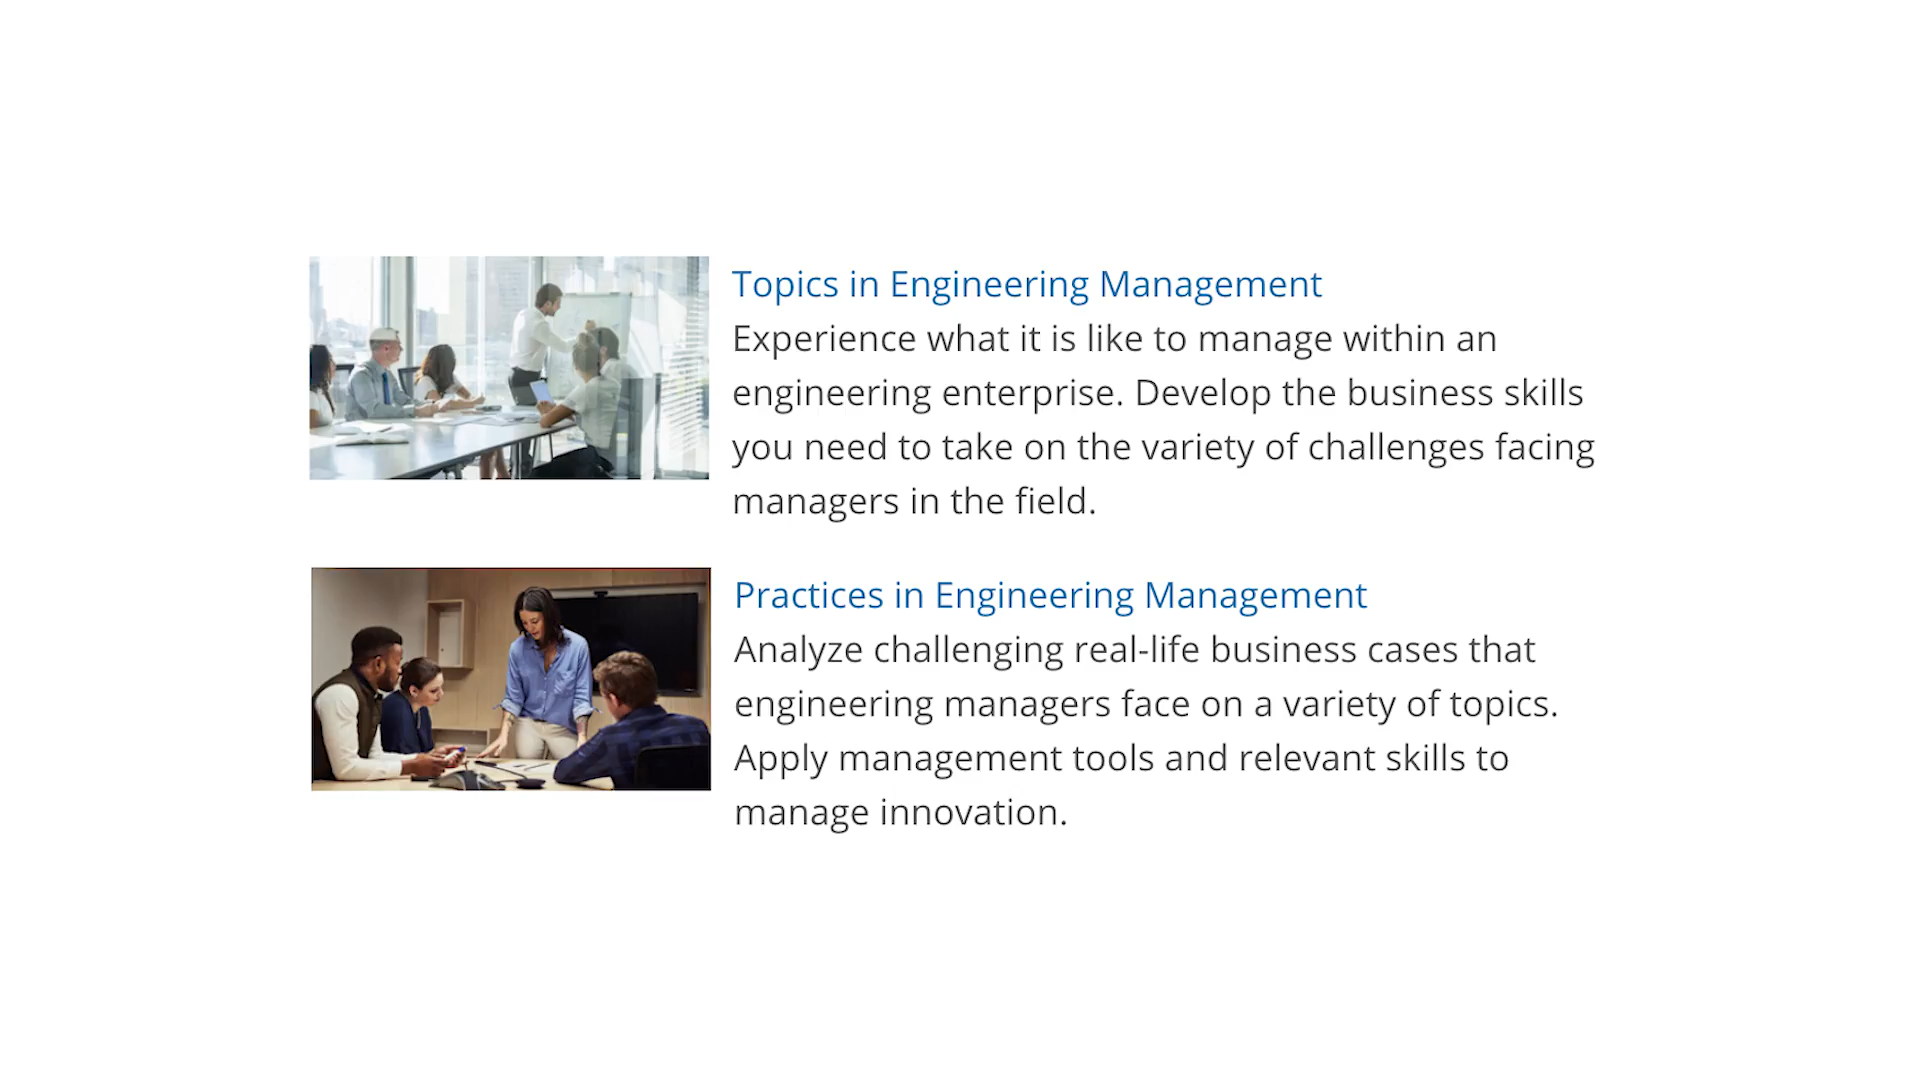 Topics in Engineering Management
Experience what it is like to manage within an
engineering enterprise. Develop the business skills
you need to take on the variety of challenges facing
managers in the field.
Practices in Engineering Management
Analyze challenging real-life business cases that
engineering managers face on a variety of topics.
Apply management tools and relevant skills to
manage innovation.